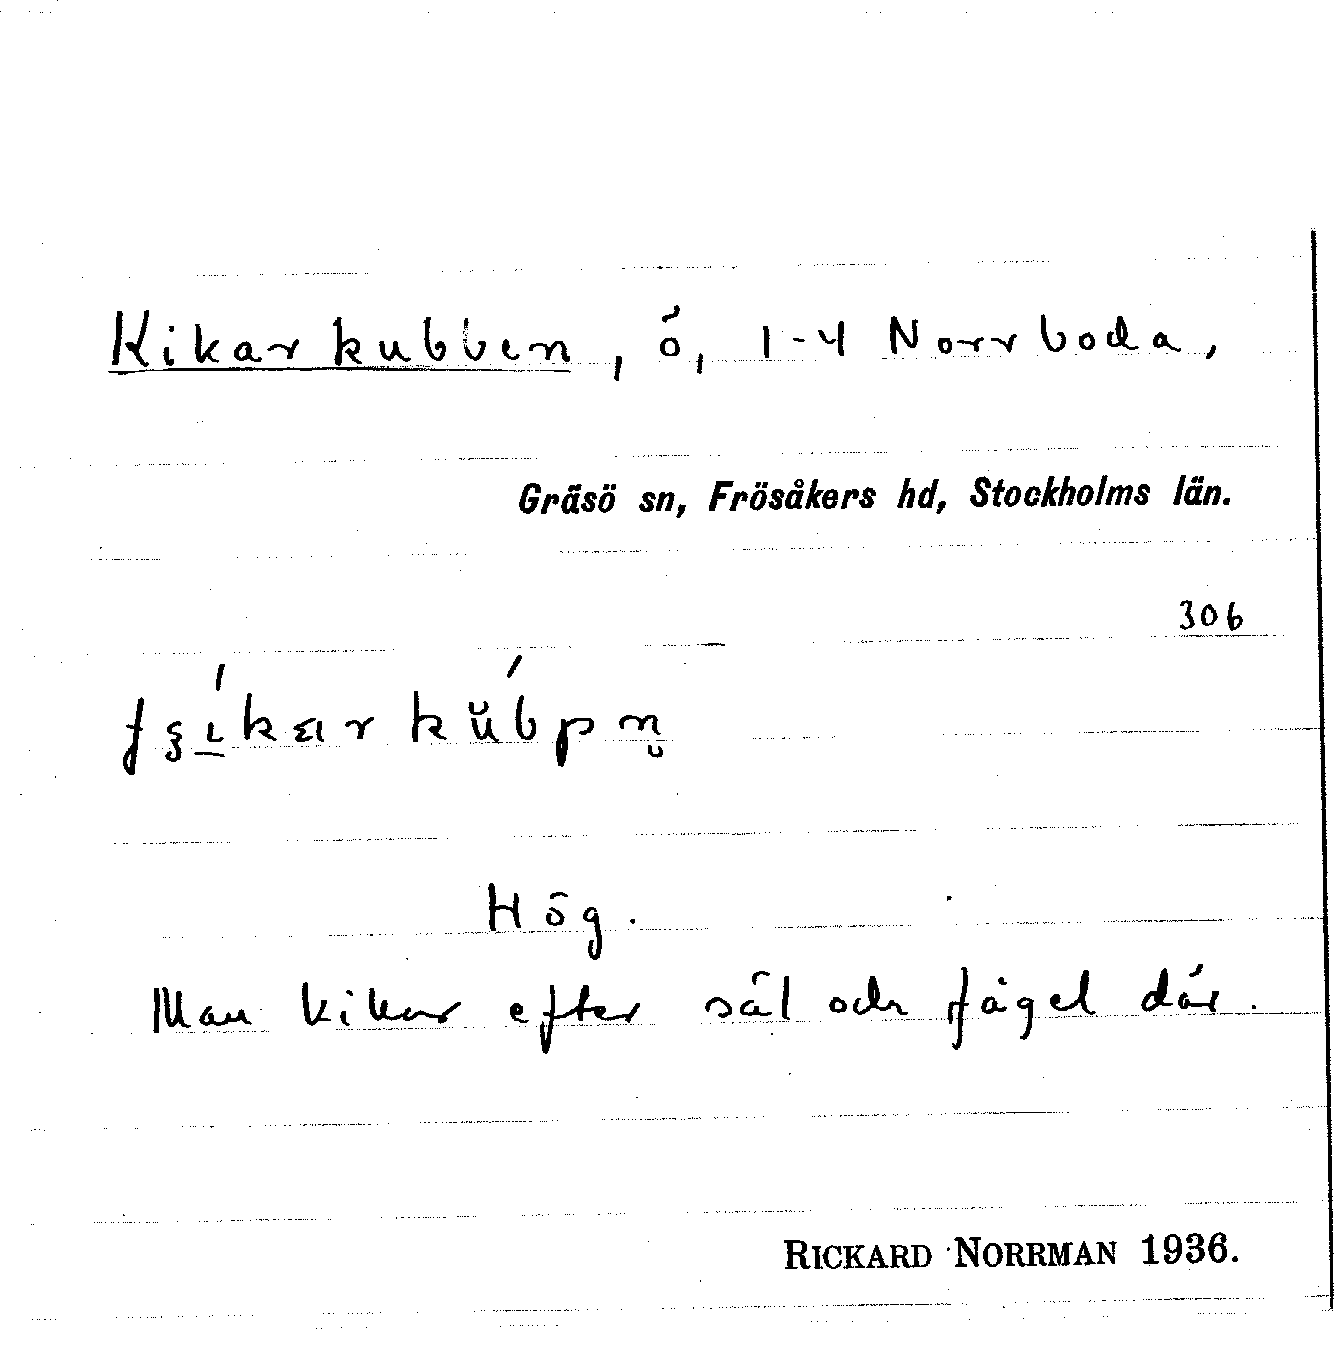 Kikarkubben, ö, 1-4 Norrboda,
Gräsö sn, Frösåkers hd, Stockholms län.
306
Hög.
Man kikar efter säl och fågel där.
RICKARD NORRMAN 1936.